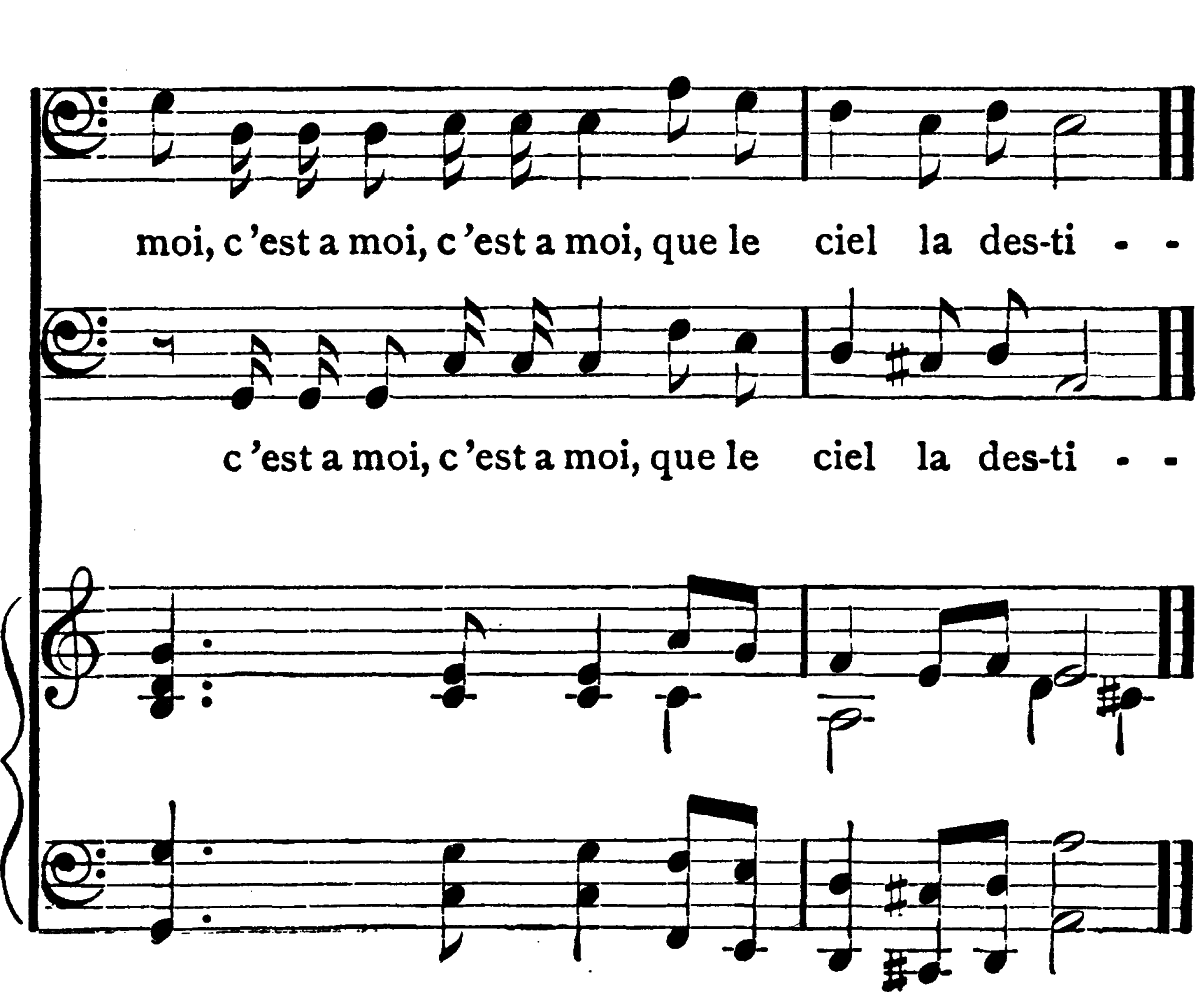 moi, c'est a moi, c'est a moi, que le ciel la des-ti - -
c'est a moi, c'est a moi, que le ciel la des-ti - -